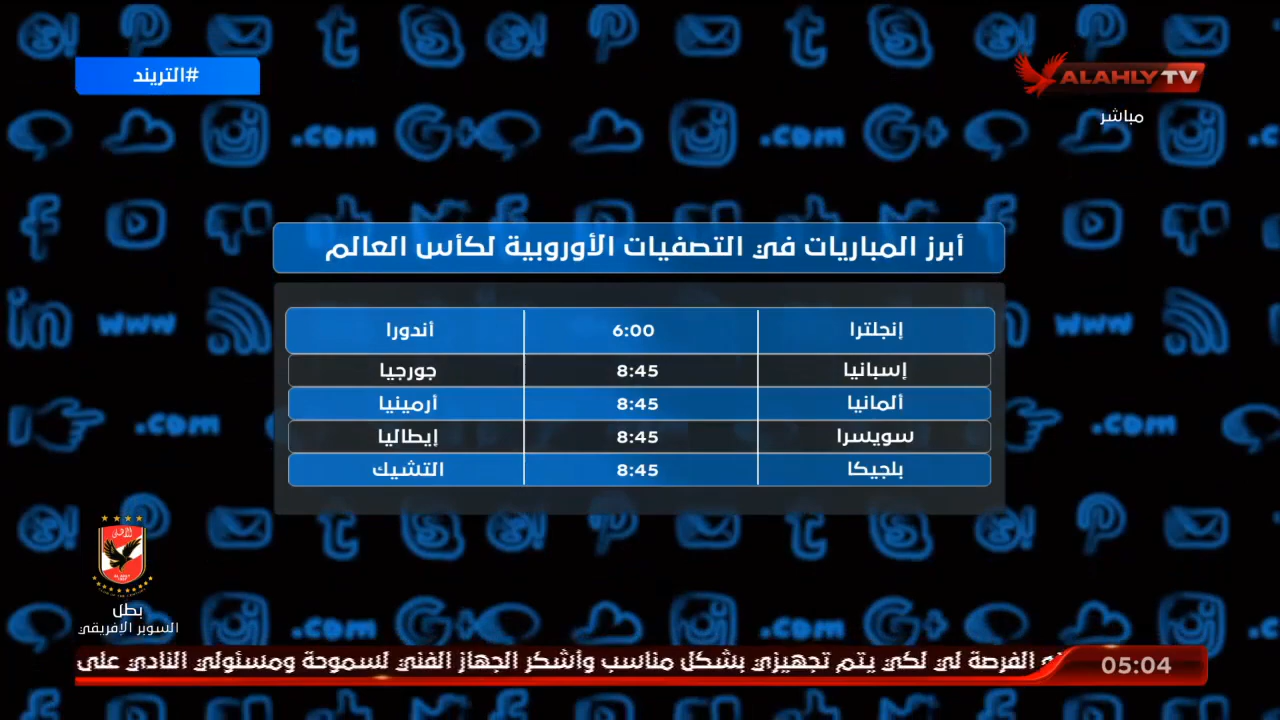 #التريند
ALAHLY TV
مباشر
أبرز المباريات في التصفيات الأوروبية لكأس العالم
إنجلترا 6:00 أندورا
إسبانيا 8:45 جورجيا
ألمانيا 8:45 أرمينيا
سويسرا 8:45 إيطاليا
بلجيكا 8:45 التشيك
بطل
السوبر الإفريقي
الفرصة لي لكي يتم تجهيزي بشكل مناسب وأشكر الجهاز الفني لسموحة ومسئولي النادي على
05:04